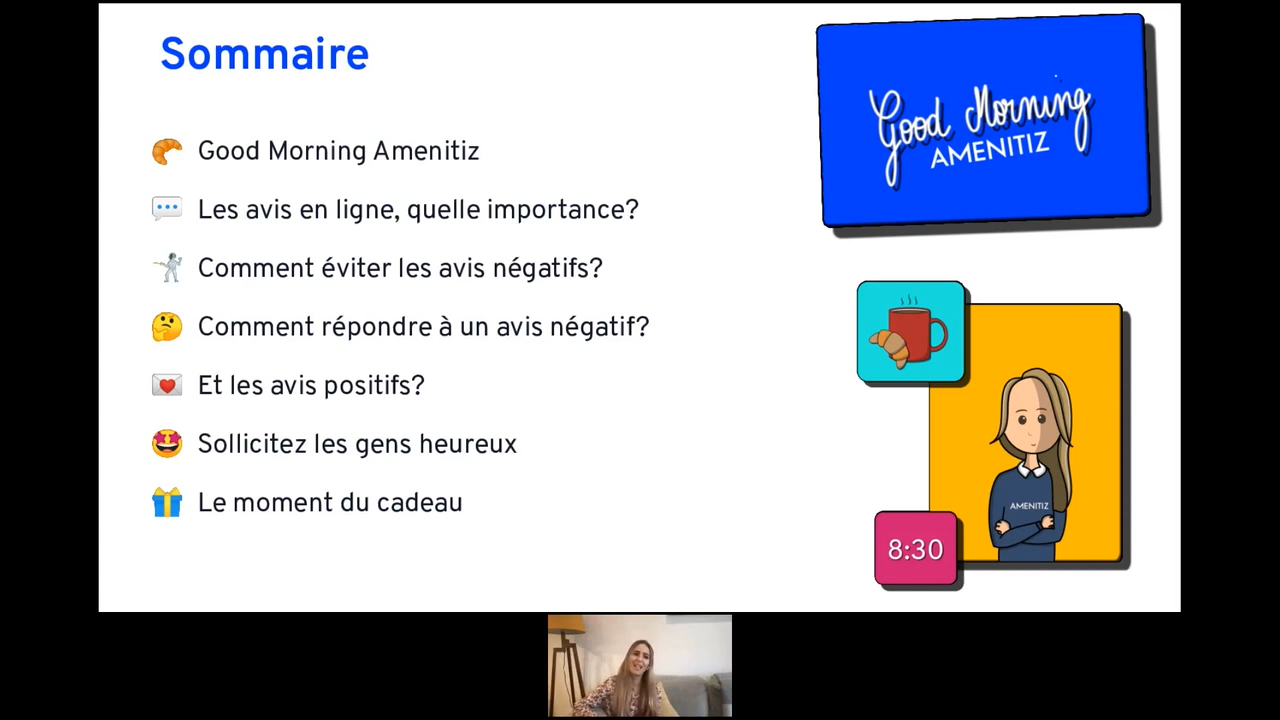 Sommaire
Good Morning Amenitiz
Les avis en ligne, quelle importance?
Comment éviter les avis négatifs?
Comment répondre à un avis négatif?
Et les avis positifs?
Sollicitez les gens heureux
Le moment du cadeau
Good Morning
AMENITIZ
AMENITIZ
8:30